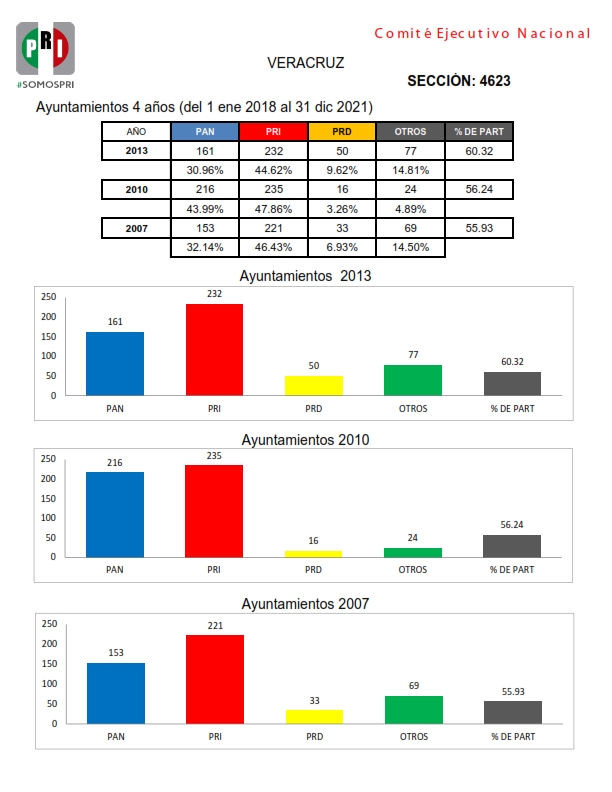 Comité Ejecutivo Nacional
PRI
#SOMOSPRI
VERACRUZ
SECCIÓN: 4623
Ayuntamientos 4 años (del 1 ene 2018 al 31 dic 2021)
AÑO PAN PRI PRD OTROS % DE PART
2013 161 232 50 77 60.32
30.96% 44.62% 9.62% 14.81%
2010 216 235 16 24 56.24
43.99% 47.86% 3.26% 4.89%
2007 153 221 33 69 55.93
32.14% 46.43% 6.93% 14.50%
Ayuntamientos 2013
250
200
150
100
50
0
161 232 50 77 60.32
PAN PRI PRD OTROS % DE PART
Ayuntamientos 2010
250
200
150
100
50
0
216 235 16 24 56.24
PAN PRI PRD OTROS % DE PART
Ayuntamientos 2007
250
200
150
100
50
0
153 221 33 69 55.93
PAN PRI PRD OTROS % DE PART